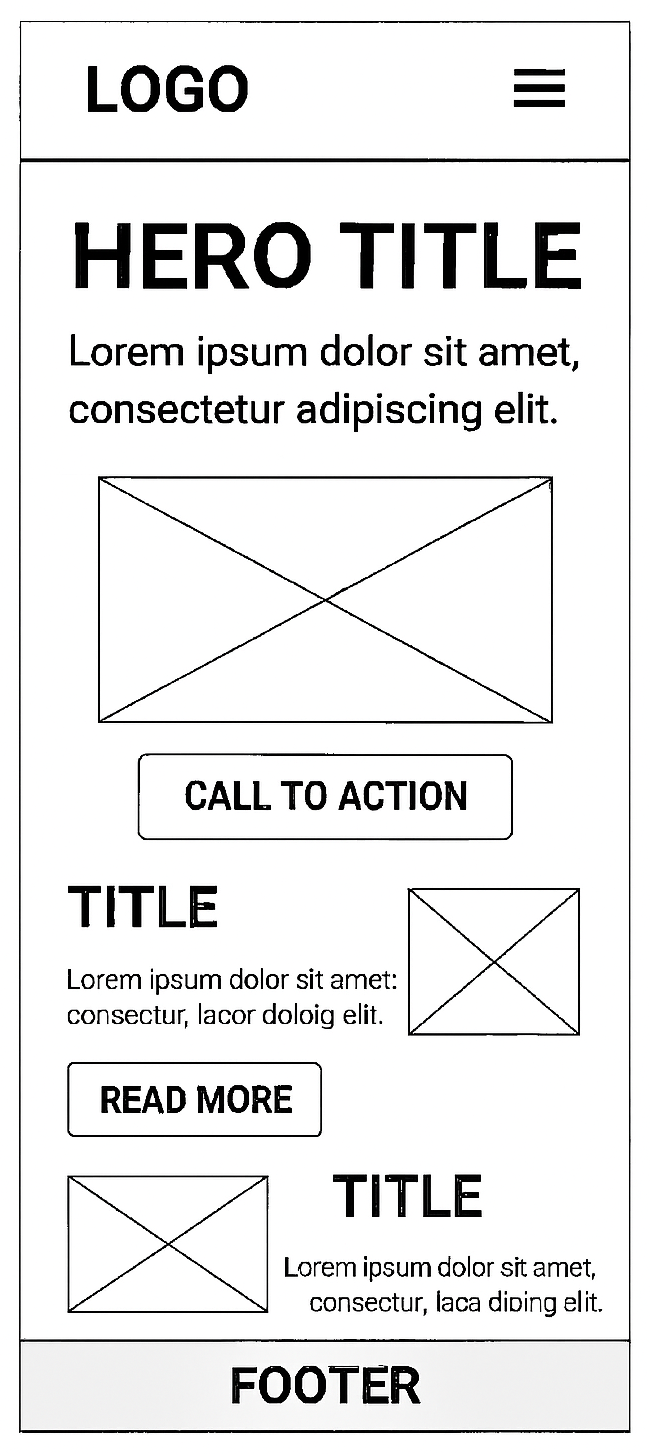 LOGO
HERO TITLE
Lorem ipsum dolor sit amet,
consectetur adipiscing elit.
CALL TO ACTION
TITLE
Lorem ipsum dolor sit amet:
consectur, lacor doloig elit.
READ MORE
TITLE
Lorem ipsum dolor sit amet,
consectur, laca diping elit.
FOOTER